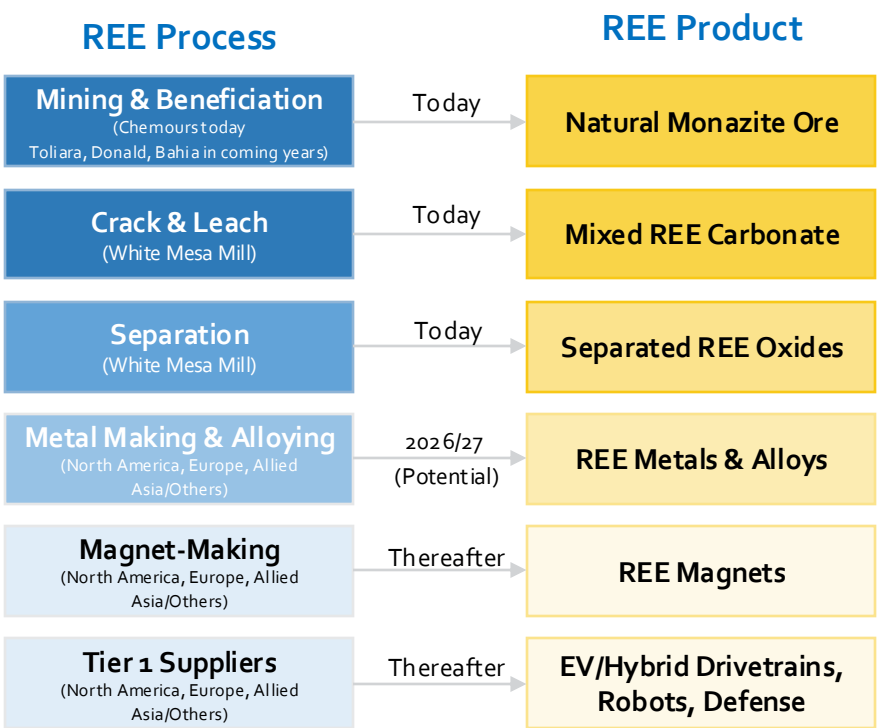 REE Process
REE Product
Mining & Beneficiation
(Chemours today
Toliara, Donald, Bahia in coming years)
Today
Natural Monazite Ore
Crack & Leach
(White Mesa Mill)
Today
Mixed REE Carbonate
Separation
(White Mesa Mill)
Today
Separated REE Oxides
Metal Making & Alloying
(North America, Europe, Allied
Asia/Others)
2026/27
(Potential)
REE Metals & Alloys
Magnet-Making
(North America, Europe, Allied
Asia/Others)
Thereafter
REE Magnets
Tier 1 Suppliers
(North America, Europe, Allied
Asia/Others)
Thereafter
EV/Hybrid Drivetrains,
Robots, Defense